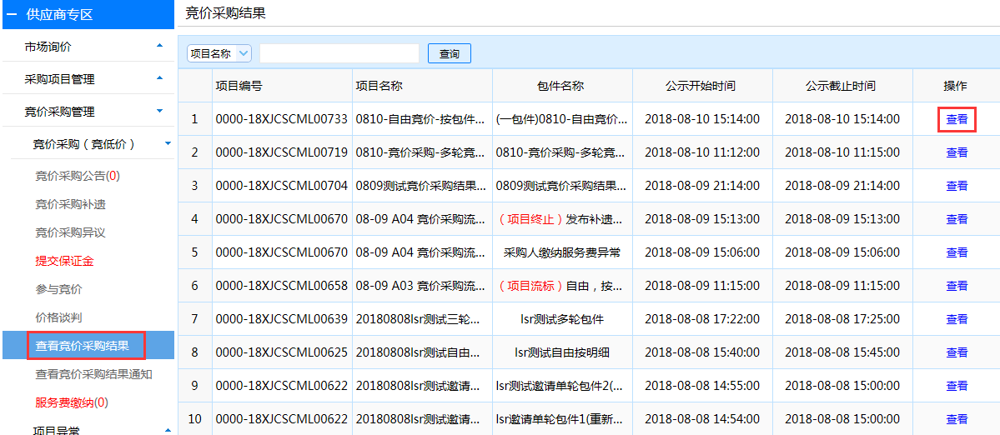 供应商专区
市场询价
采购项目管理
竞价采购管理
竞价采购（竞低价）
竞价采购公告(0)
竞价采购补遗
竞价采购异议
提交保证金
参与竞价
价格谈判
查看竞价采购结果
查看竞价采购结果通知
服务费缴纳(0)
项目异常
竞价采购结果
项目名称 查询
项目编号 项目名称 包件名称 公示开始时间 公示截止时间 操作
1 0000-18XJCSCML00733 0810-自由竞价-按包件... (一包件)0810-自由竞价... 2018-08-10 15:14:00 2018-08-10 15:14:00 查看
2 0000-18XJCSCML00719 0810-竞价采购-多轮竞... 0810-竞价采购-多轮竞... 2018-08-10 11:12:00 2018-08-10 11:15:00 查看
3 0000-18XJCSCML00704 0809测试竞价采购结果... 0809测试竞价采购结果... 2018-08-09 21:14:00 2018-08-09 21:14:00 查看
4 0000-18XJCSCML00670 08-09 A04 竞价采购流... （项目终止）发布补遗... 2018-08-09 15:13:00 2018-08-09 15:13:00 查看
5 0000-18XJCSCML00670 08-09 A04 竞价采购流... 采购人缴纳服务费异常 2018-08-09 15:06:00 2018-08-09 15:06:00 查看
6 0000-18XJCSCML00658 08-09 A03 竞价采购流... （项目流标）自由，按... 2018-08-09 11:15:00 2018-08-09 11:15:00 查看
7 0000-18XJCSCML00639 20180808lsr测试三轮... lsr测试多轮包件 2018-08-08 17:22:00 2018-08-08 17:25:00 查看
8 0000-18XJCSCML00625 20180808lsr测试自由... lsr测试自由按明细 2018-08-08 15:40:00 2018-08-08 15:45:00 查看
9 0000-18XJCSCML00622 20180808lsr测试邀请... lsr测试邀请单轮包件2(... 2018-08-08 14:55:00 2018-08-08 15:00:00 查看
10 0000-18XJCSCML00622 20180808lsr测试邀请... lsr邀请单轮包件1(重新... 2018-08-08 14:54:00 2018-08-08 15:00:00 查看